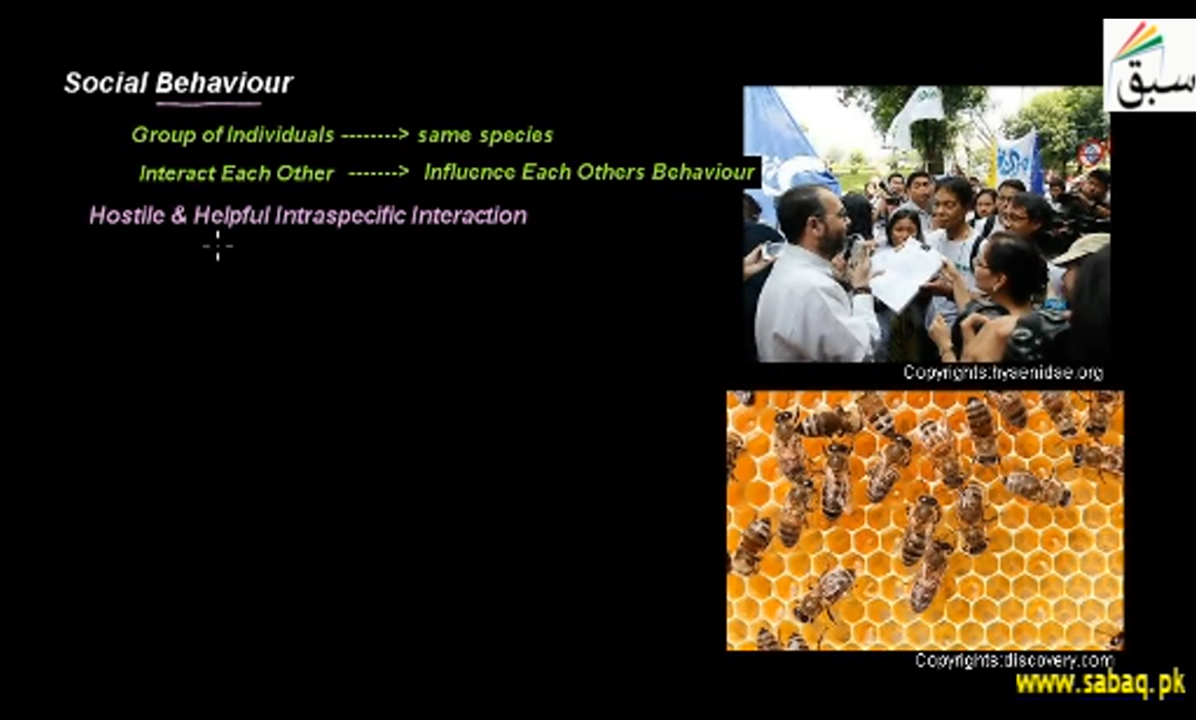 سبق
Social Behaviour
Group of Individuals --------> same species
Interact Each Other -------> Influence Each Others Behaviour
Hostile & Helpful Intraspecific Interaction
Copyrights:hyaenidae.org
Copyrights:discovery.com
www.sabaq.pk